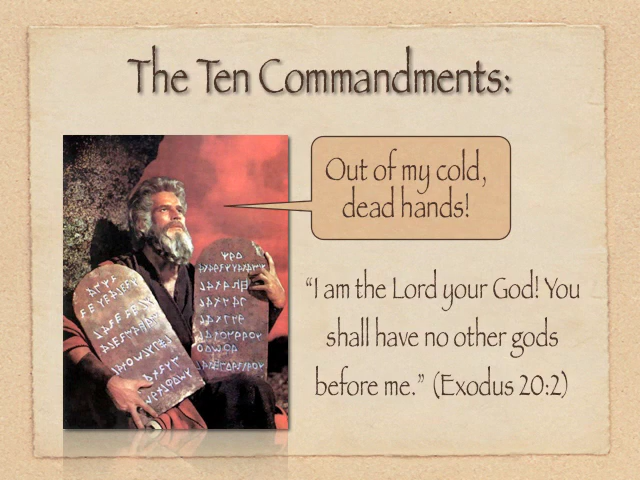 The Ten Commandments:
Out of my cold,
dead hands!
“I am the Lord your God! You
shall have no other gods
before me.” (Exodus 20:2)